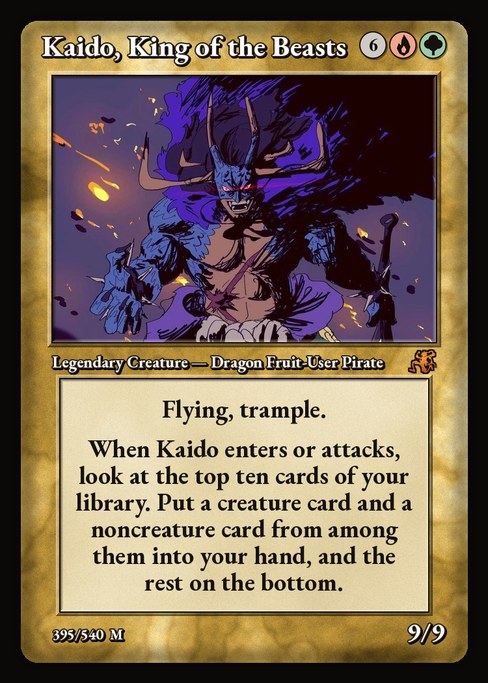 Kaido, King of the Beasts 6
Legendary Creature — Dragon Fruit-User Pirate
Flying, trample.
When Kaido enters or attacks,
look at the top ten cards of your
library. Put a creature card and a
noncreature card from among
them into your hand, and the
rest on the bottom.
395/540 M 9/9